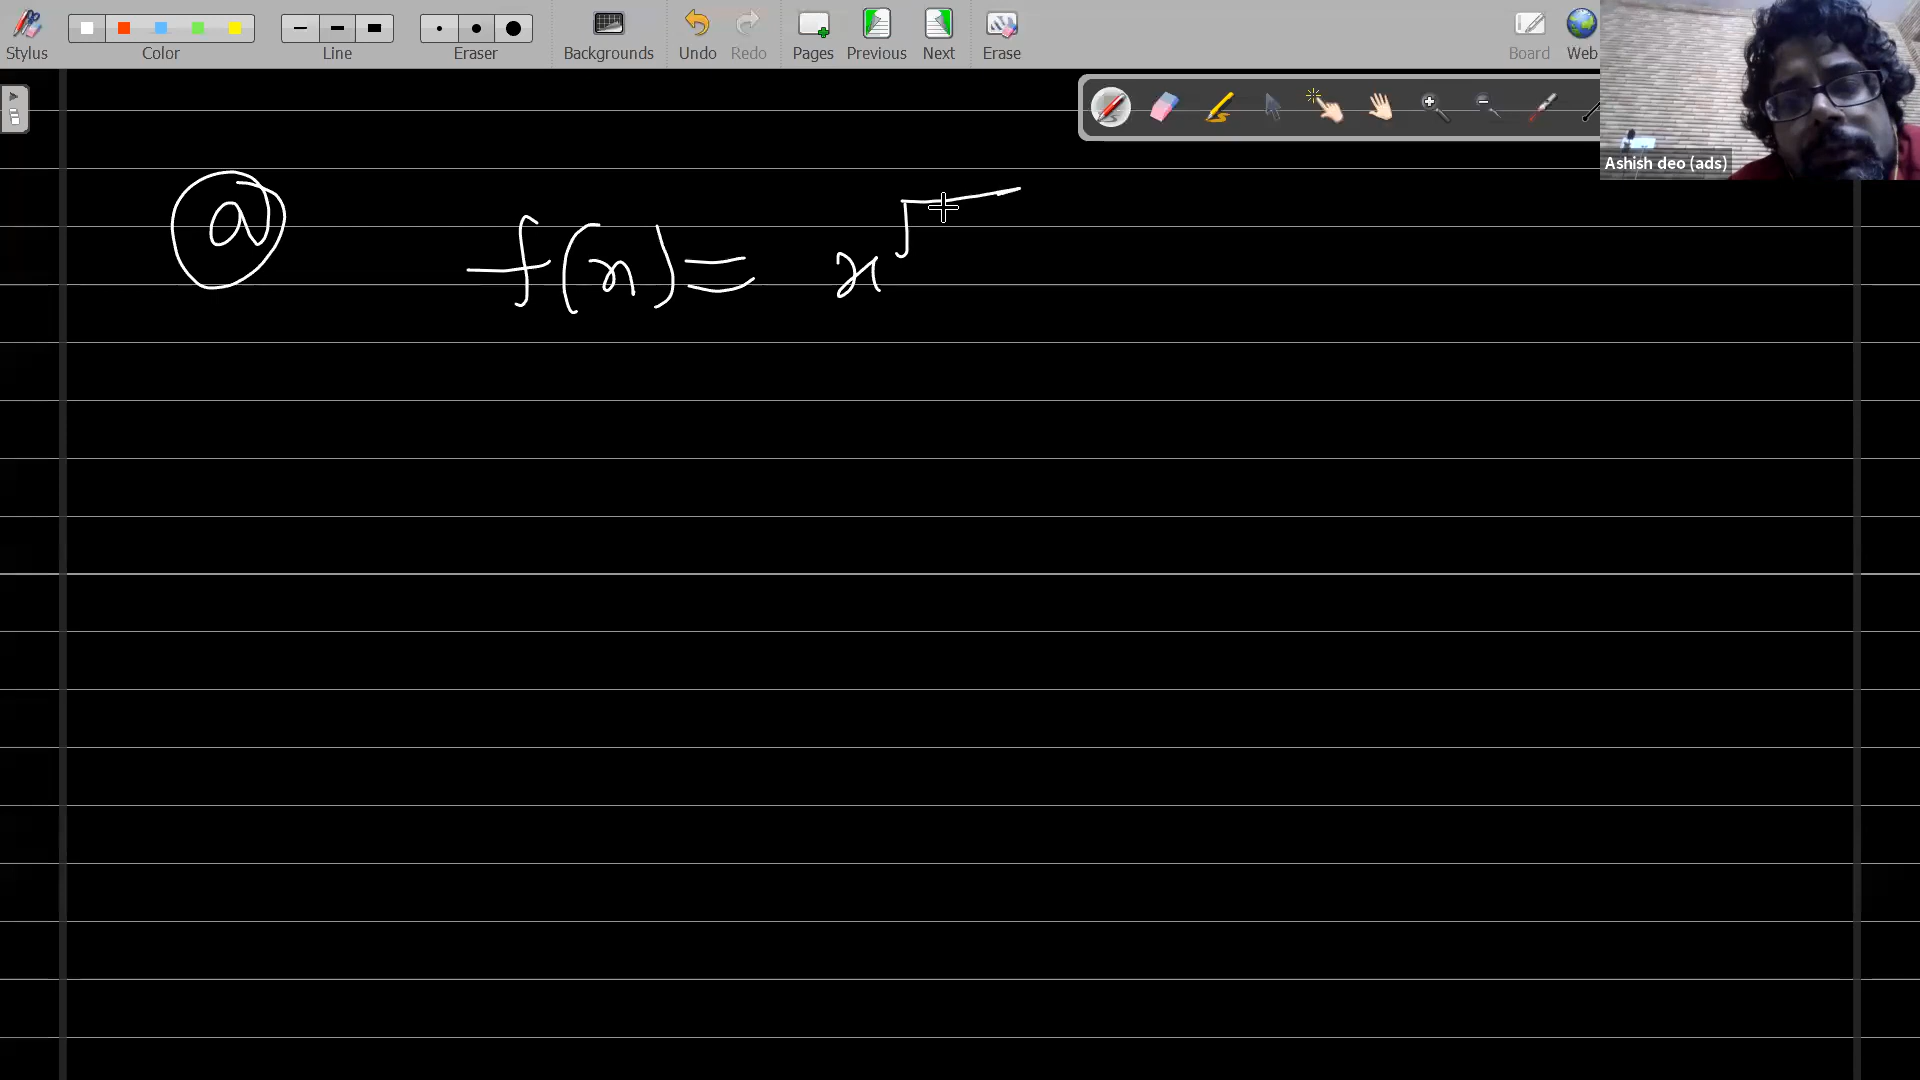 Stylus Color Line Eraser Backgrounds Undo Redo Pages Previous Next Erase Board Web
Ashish deo (ads)
a f(x) = x^√